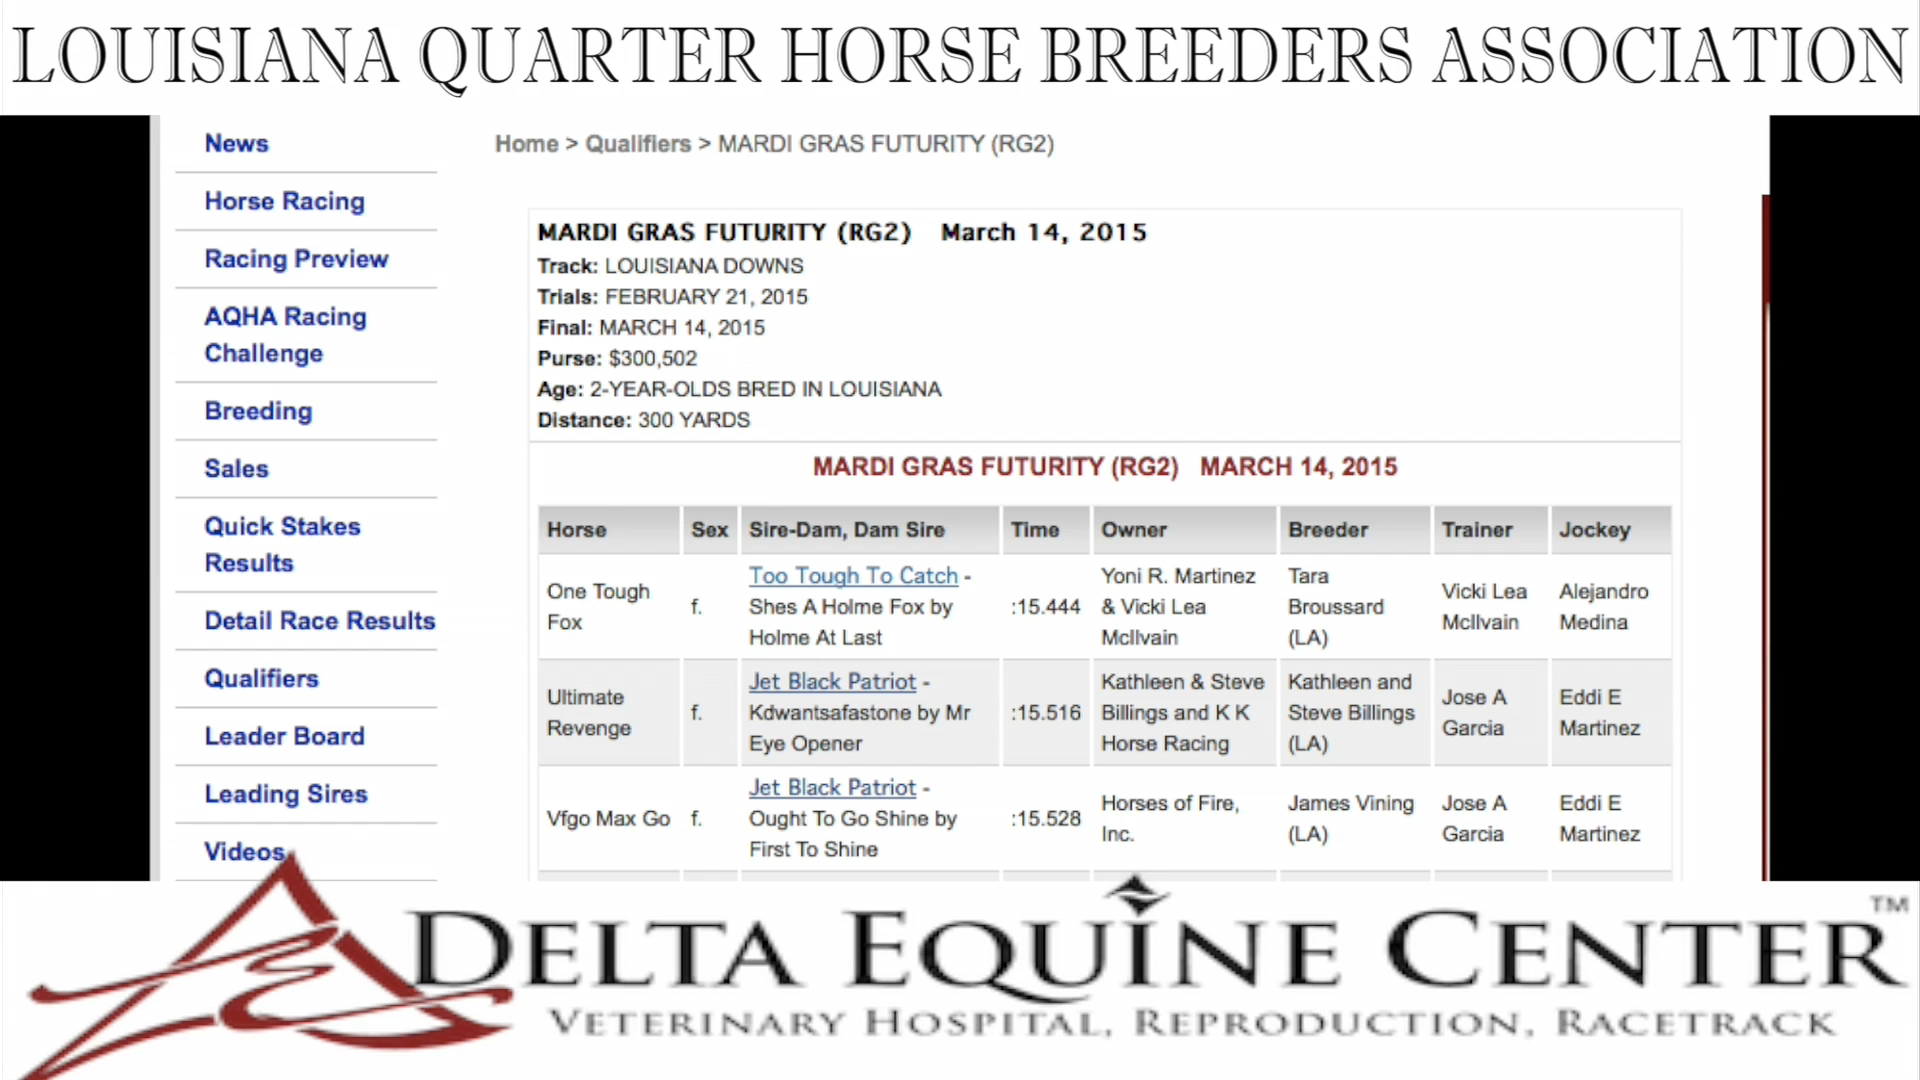 LOUISIANA QUARTER HORSE BREEDERS ASSOCIATION
News
Horse Racing
Racing Preview
AQHA Racing
Challenge
Breeding
Sales
Quick Stakes
Results
Detail Race Results
Qualifiers
Leader Board
Leading Sires
Videos
Home > Qualifiers > MARDI GRAS FUTURITY (RG2)
MARDI GRAS FUTURITY (RG2) March 14, 2015
Track: LOUISIANA DOWNS
Trials: FEBRUARY 21, 2015
Final: MARCH 14, 2015
Purse: $300,502
Age: 2-YEAR-OLDS BRED IN LOUISIANA
Distance: 300 YARDS
MARDI GRAS FUTURITY (RG2) MARCH 14, 2015
Horse Sex Sire-Dam, Dam Sire Time Owner Breeder Trainer Jockey
One Tough
Fox
f.
Too Tough To Catch -
Shes A Holme Fox by
Holme At Last
:15.444
Yoni R. Martinez
& Vicki Lea
McIlvain
Tara
Broussard
(LA)
Vicki Lea
McIlvain
Alejandro
Medina
Ultimate
Revenge
f.
Jet Black Patriot -
Kdwantsafastone by Mr
Eye Opener
:15.516
Kathleen & Steve
Billings and K K
Horse Racing
Kathleen and
Steve Billings
(LA)
Jose A
Garcia
Eddi E
Martinez
Vfgo Max Go
f.
Jet Black Patriot -
Ought To Go Shine by
First To Shine
:15.528
Horses of Fire,
Inc.
James Vining
(LA)
Jose A
Garcia
Eddi E
Martinez
DELTA EQUINE CENTER™
VETERINARY HOSPITAL, REPRODUCTION, RACETRACK